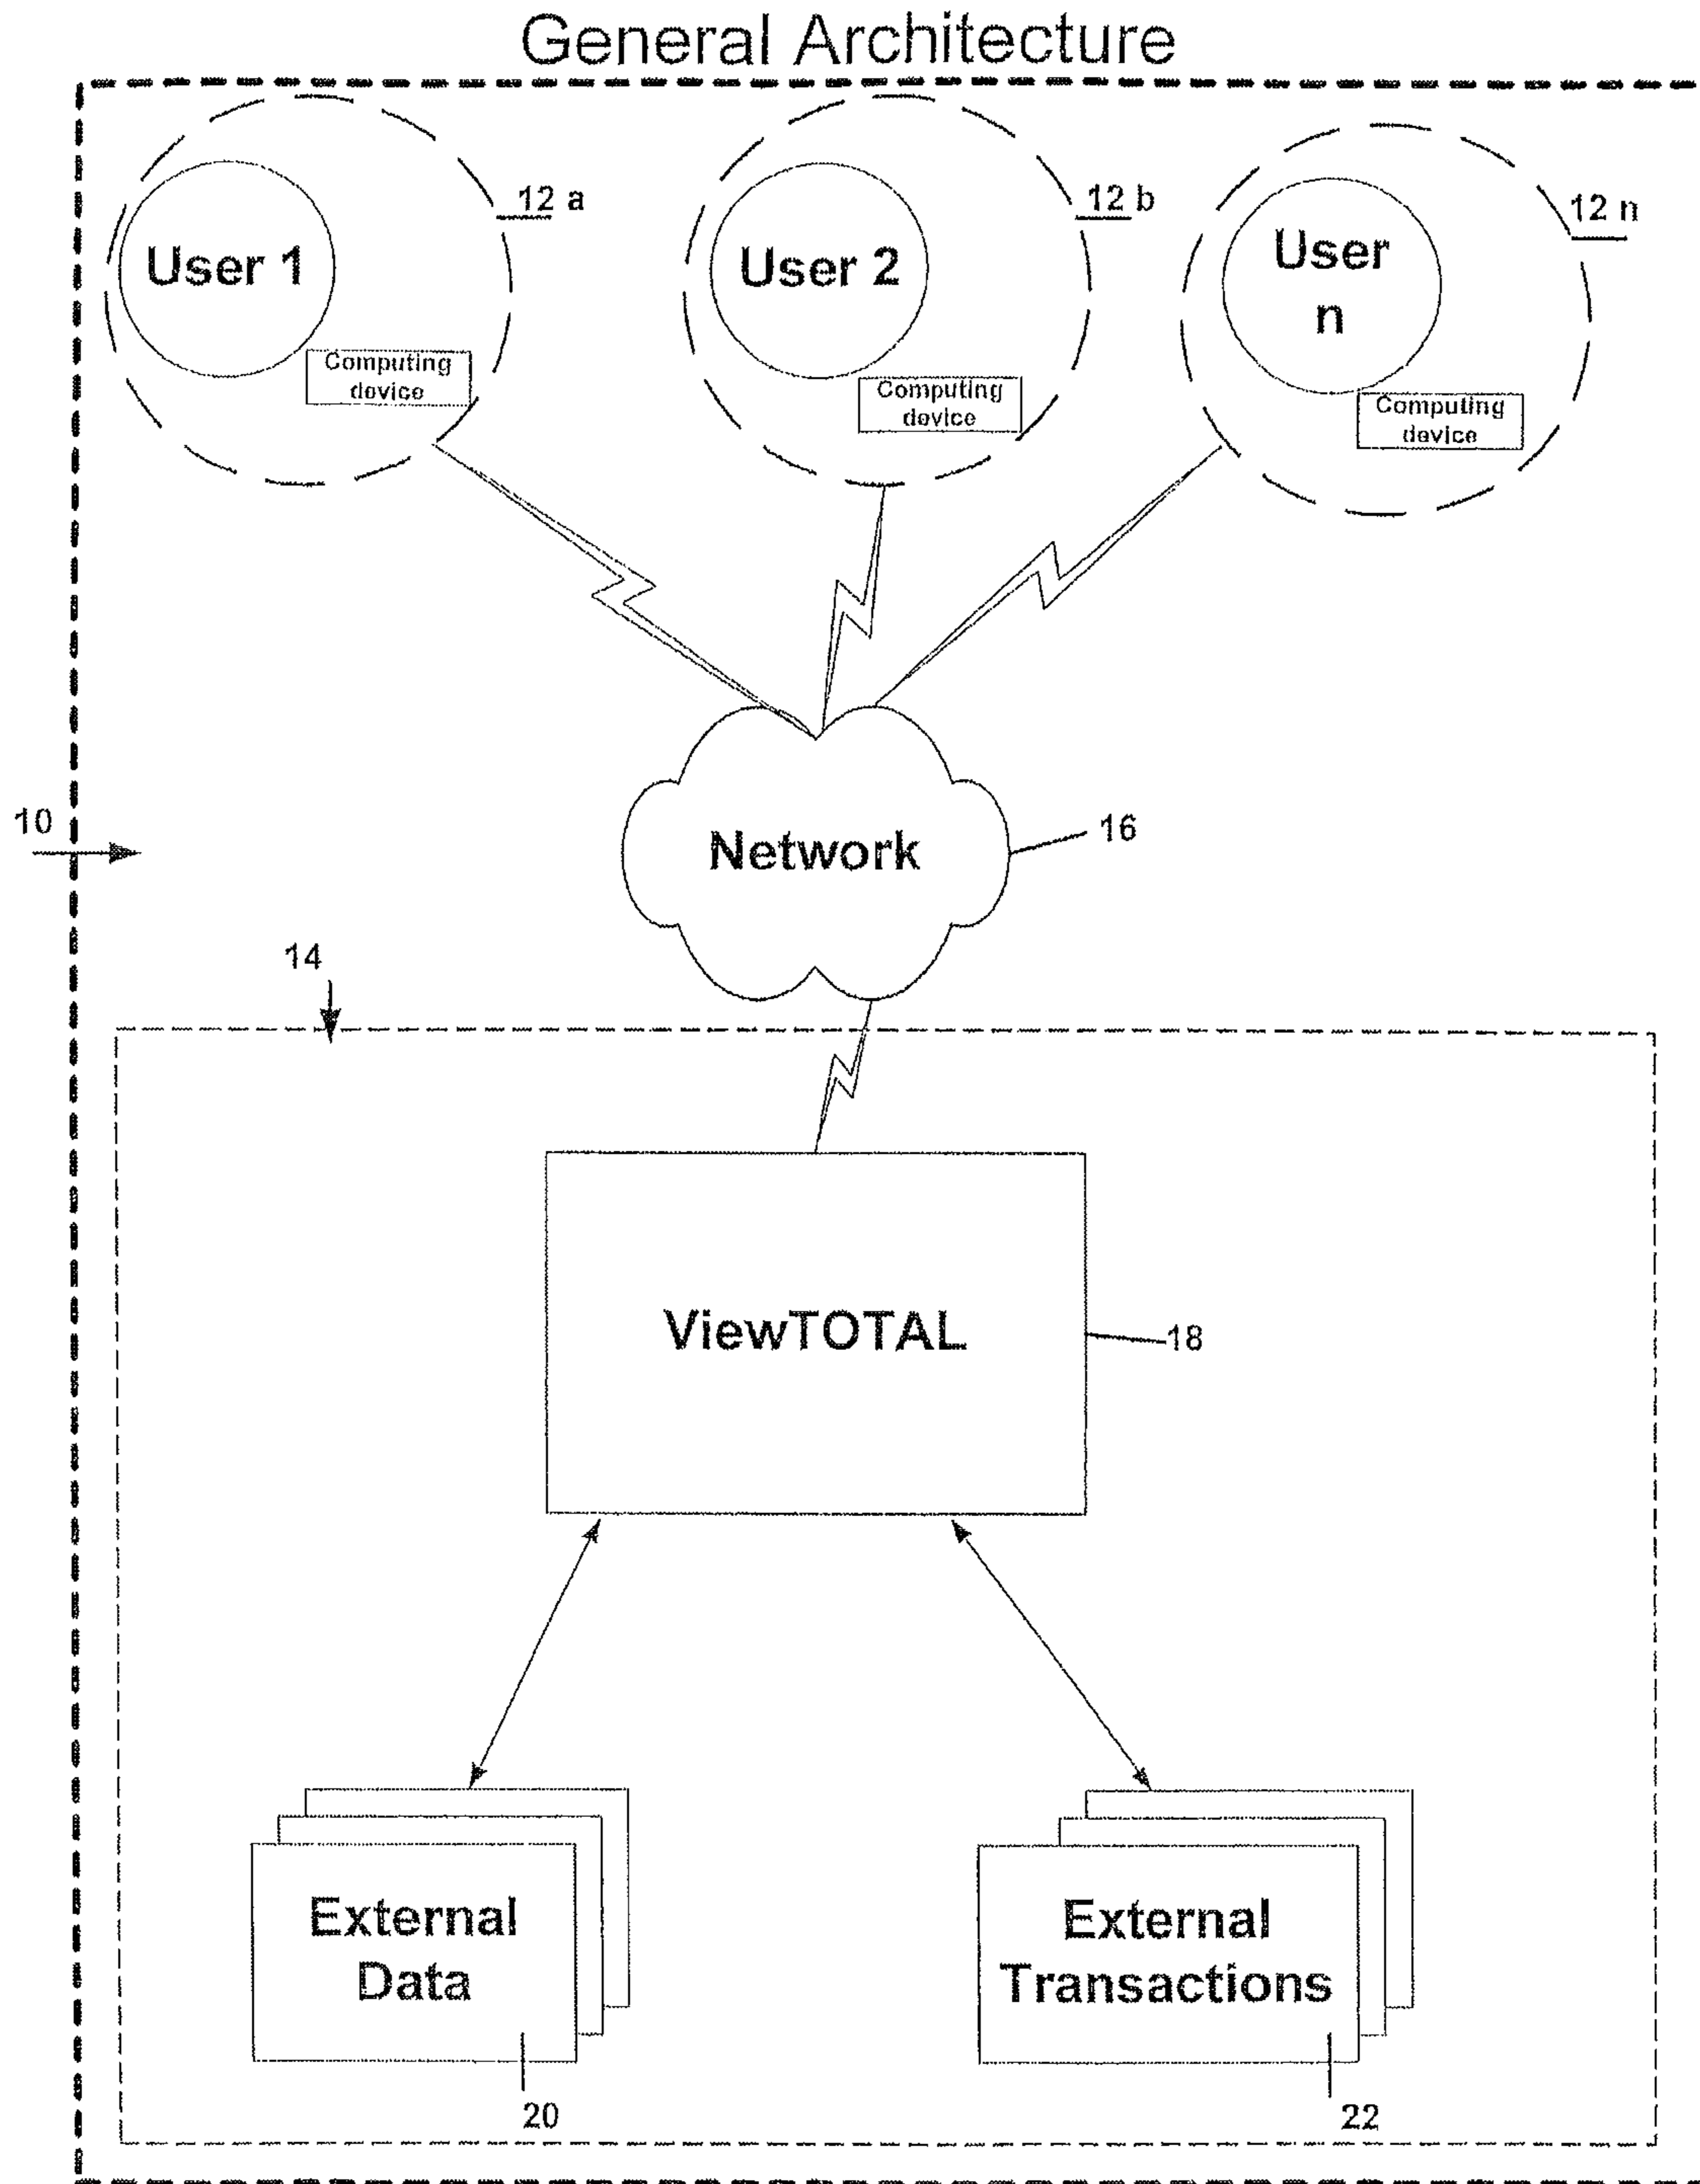 General Architecture
12 a
12 b
12 n
User 1
User 2
User
n
Computing
device
Computing
device
Computing
device
10
Network
16
14
ViewTOTAL
18
External
Data
External
Transactions
20
22